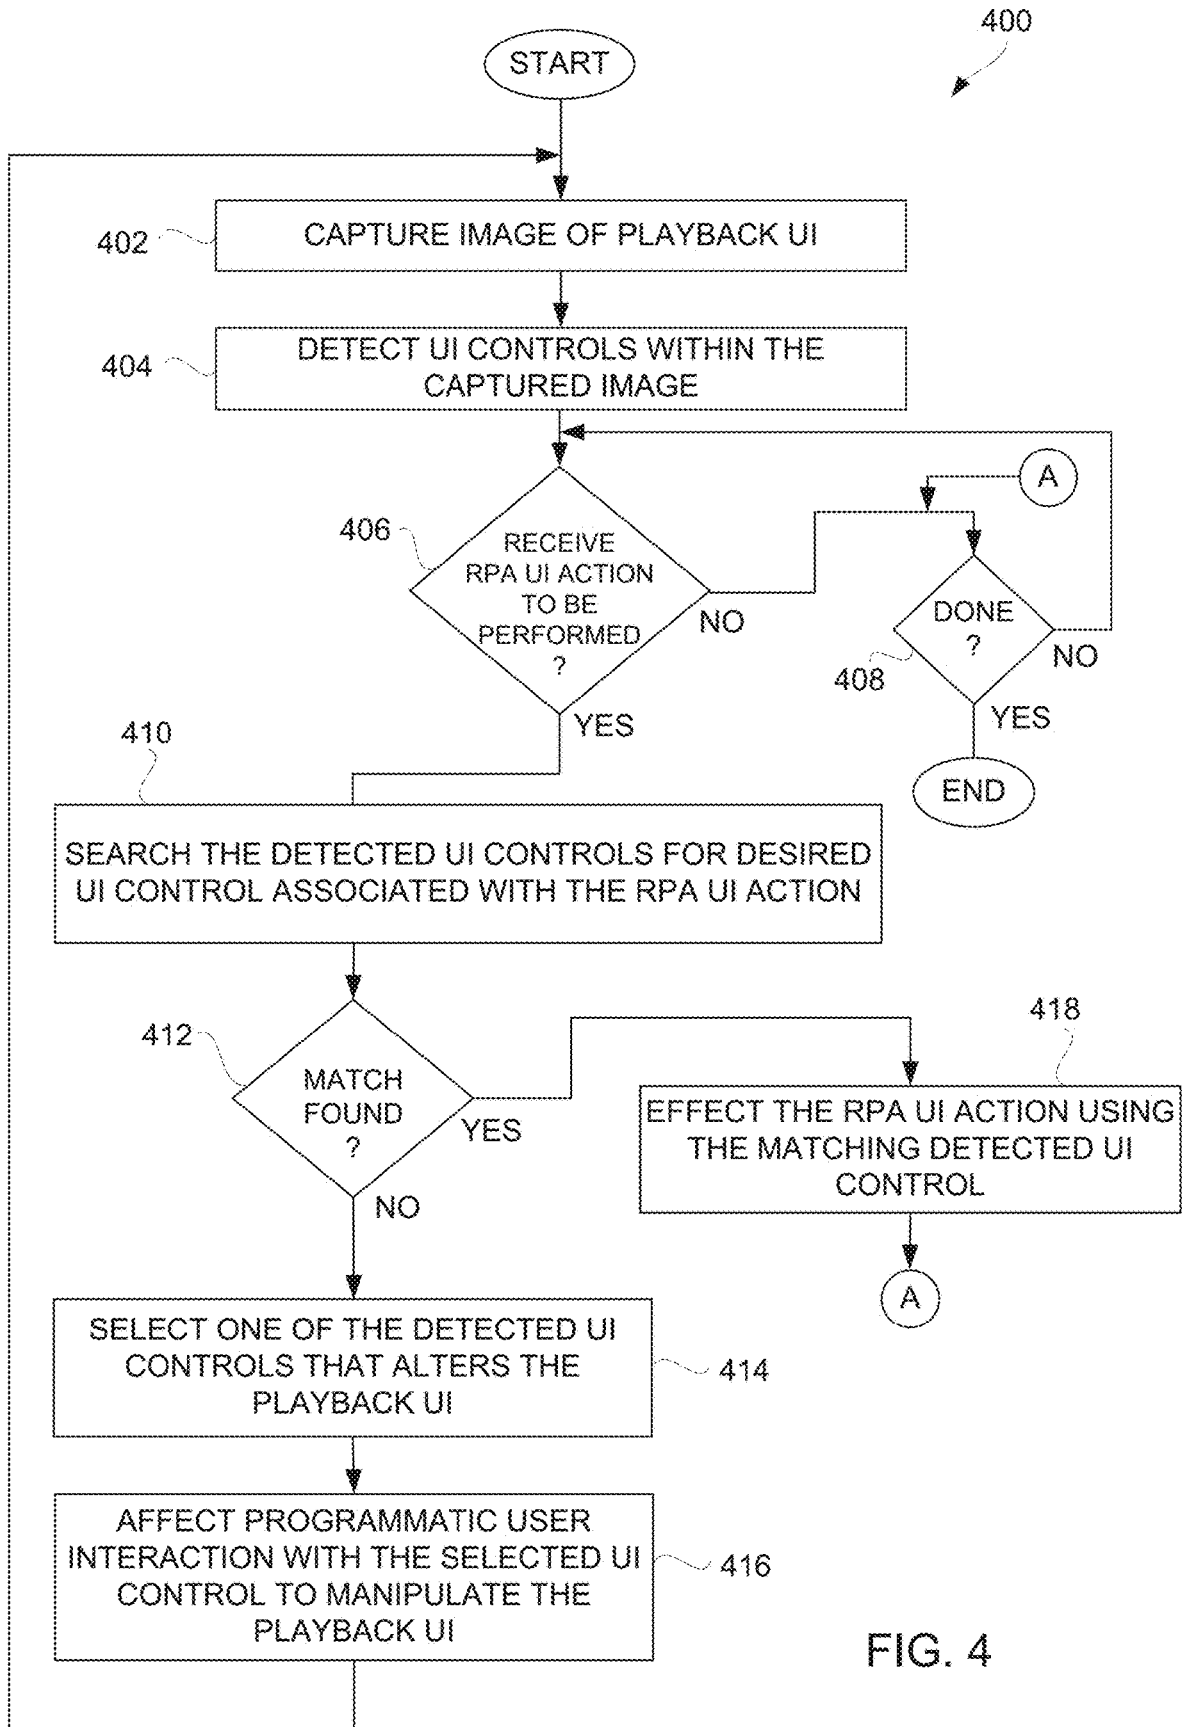 400
START
402
CAPTURE IMAGE OF PLAYBACK UI
404
DETECT UI CONTROLS WITHIN THE
CAPTURED IMAGE
A
406
RECEIVE
RPA UI ACTION
TO BE
PERFORMED
?
NO
YES
DONE
?
408
NO
YES
END
410
SEARCH THE DETECTED UI CONTROLS FOR DESIRED
UI CONTROL ASSOCIATED WITH THE RPA UI ACTION
412
MATCH
FOUND
?
YES
NO
418
EFFECT THE RPA UI ACTION USING
THE MATCHING DETECTED UI
CONTROL
A
SELECT ONE OF THE DETECTED UI
CONTROLS THAT ALTERS THE
PLAYBACK UI
414
AFFECT PROGRAMMATIC USER
INTERACTION WITH THE SELECTED UI
CONTROL TO MANIPULATE THE
PLAYBACK UI
416
FIG. 4